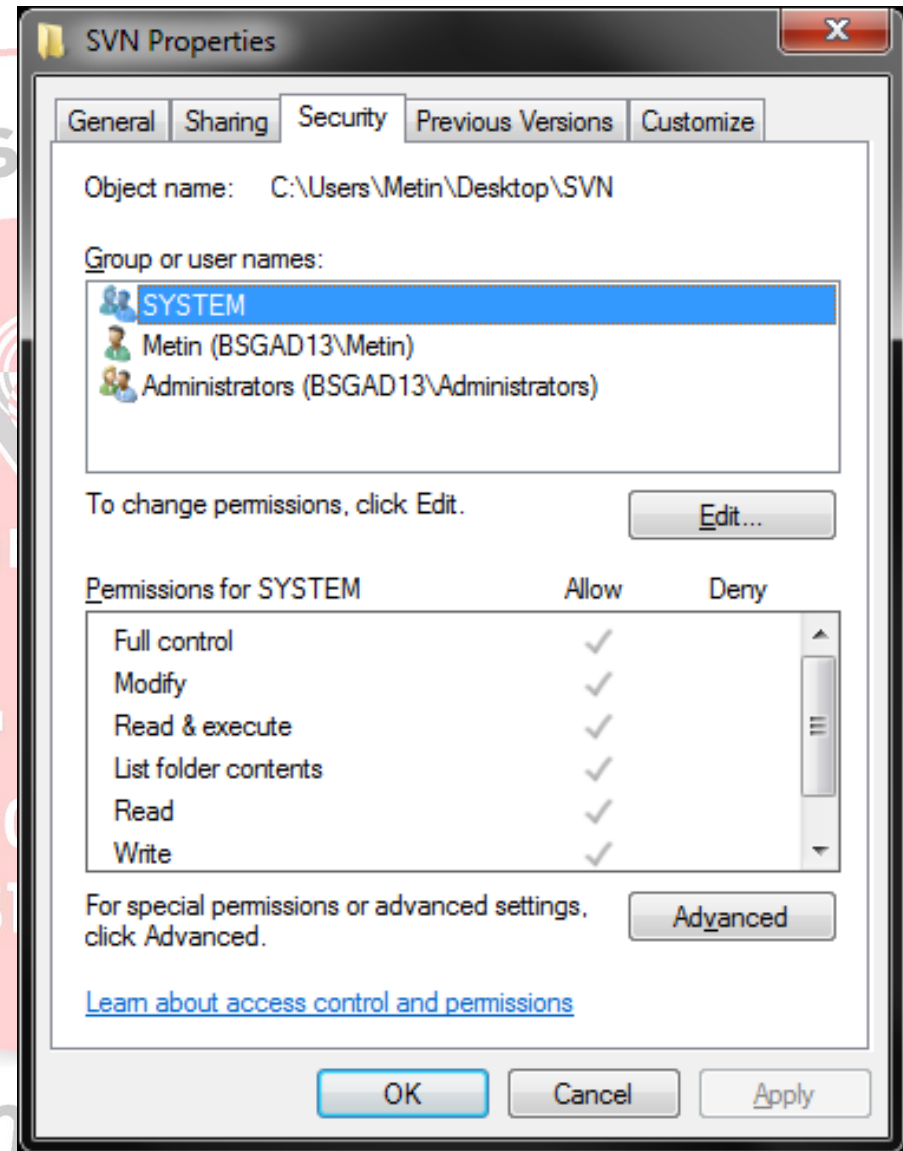 SVN Properties
General Sharing Security Previous Versions Customize
Object name: C:\Users\Metin\Desktop\SVN
Group or user names:
SYSTEM
Metin (BSGAD13\Metin)
Administrators (BSGAD13\Administrators)
To change permissions, click Edit.
Edit...
Permissions for SYSTEM Allow Deny
Full control
Modify
Read & execute
List folder contents
Read
Write
For special permissions or advanced settings,
click Advanced.
Advanced
Learn about access control and permissions
OK Cancel Apply